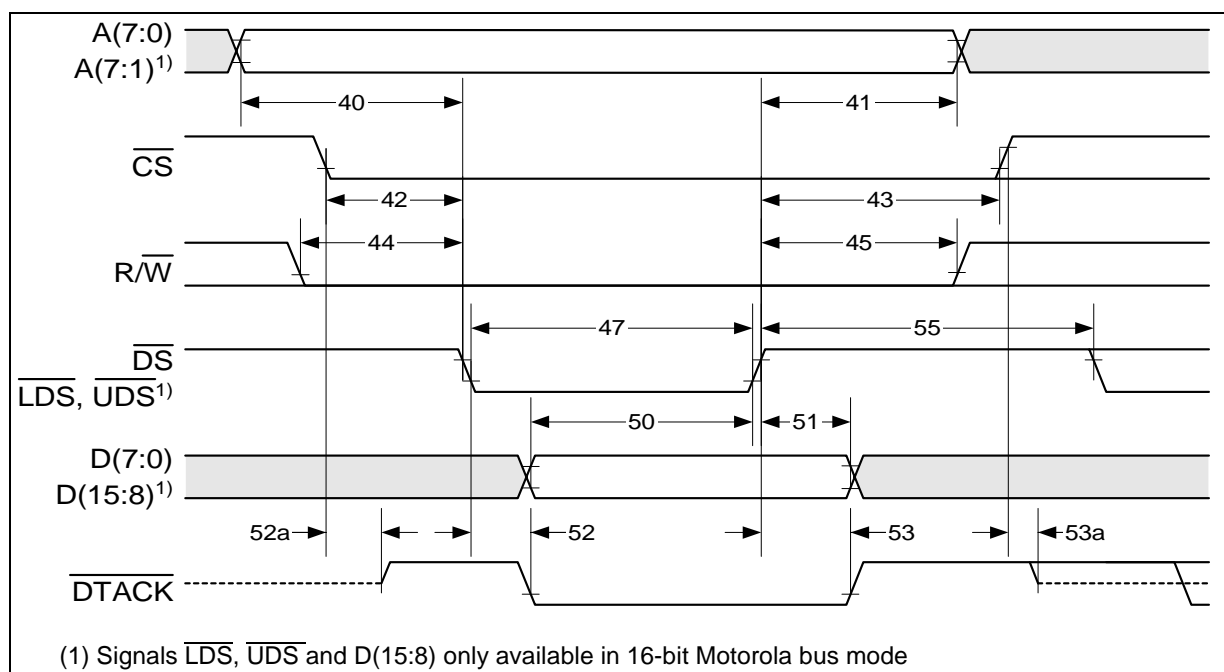 A(7:0)
A(7:1)1)
40
41
CS
42
43
44
45
R/W
47
55
DS
LDS, UDS1)
50
51
D(7:0)
D(15:8)1)
52a
52
53
53a
DTACK
(1) Signals LDS, UDS and D(15:8) only available in 16-bit Motorola bus mode